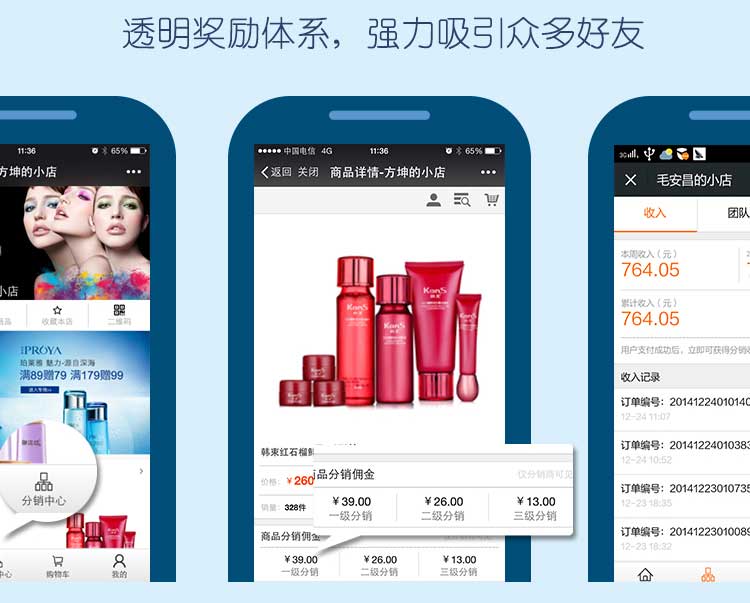 透明奖励体系，强力吸引众多好友
11:36
65%
方坤的小店
小店
收藏本店
二维码
PRÓYA
珀莱雅 魅力·源自深海
满89赠79 满179赠99
分销中心
购物车
我的
中国电信 4G
11:36
65%
返回 关闭 商品详情-方坤的小店
KanS
KanS
KanS
韩束红石榴
价格：￥260
销量：328件
商品分销佣金
￥39.00 ￥26.00 ￥13.00
一级分销 二级分销 三级分销
品分销佣金
仅分销商可见
￥39.00 ￥26.00 ￥13.00
一级分销 二级分销 三级分销
3G
毛安昌的小店
收入 团队
本周收入（元）
764.05
累计收入（元）
764.05
用户支付成功后，立即可获得分销
收入记录
订单编号：20141224010140
12-24 11:07
订单编号：20141224010383
12-24 10:52
订单编号：20141223010735
12-23 18:35
订单编号：20141223010089
12-23 18:32